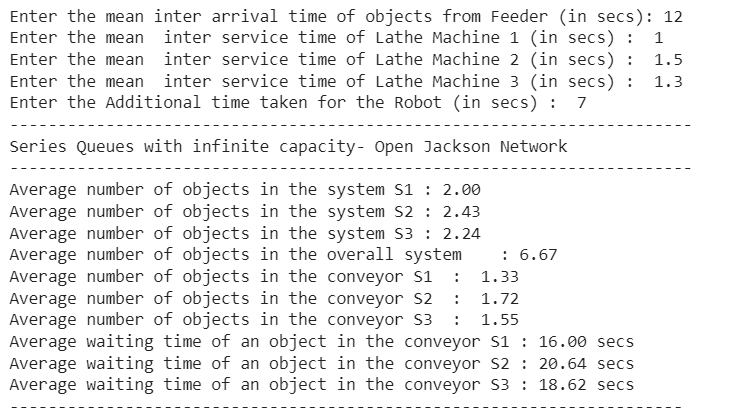 Enter the mean inter arrival time of objects from Feeder (in secs): 12
Enter the mean  inter service time of Lathe Machine 1 (in secs) :  1
Enter the mean  inter service time of Lathe Machine 2 (in secs) :  1.5
Enter the mean  inter service time of Lathe Machine 3 (in secs) :  1.3
Enter the Additional time taken for the Robot (in secs) :  7
-----------------------------------------------------------------------
Series Queues with infinite capacity- Open Jackson Network
-----------------------------------------------------------------------
Average number of objects in the system S1 : 2.00
Average number of objects in the system S2 : 2.43
Average number of objects in the system S3 : 2.24
Average number of objects in the overall system    : 6.67
Average number of objects in the conveyor S1  :  1.33
Average number of objects in the conveyor S2  :  1.72
Average number of objects in the conveyor S3  :  1.55
Average waiting time of an object in the conveyor S1 : 16.00 secs
Average waiting time of an object in the conveyor S2 : 20.64 secs
Average waiting time of an object in the conveyor S3 : 18.62 secs
----------------------------------------------------------------------